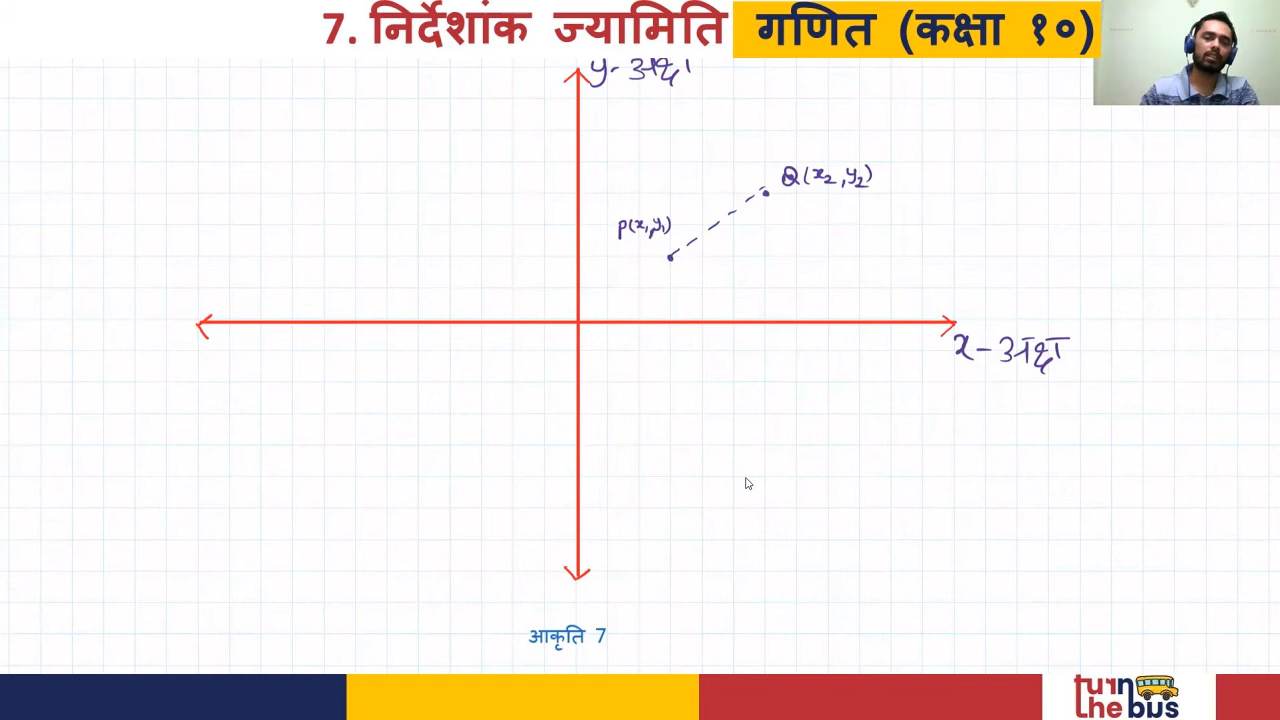 7. निर्देशांक ज्यामिति गणित (कक्षा १०)
y- अक्ष
Q(x₂,y₂)
P(x₁,y₁)
x-अक्ष
आकृति 7
turn
the bus